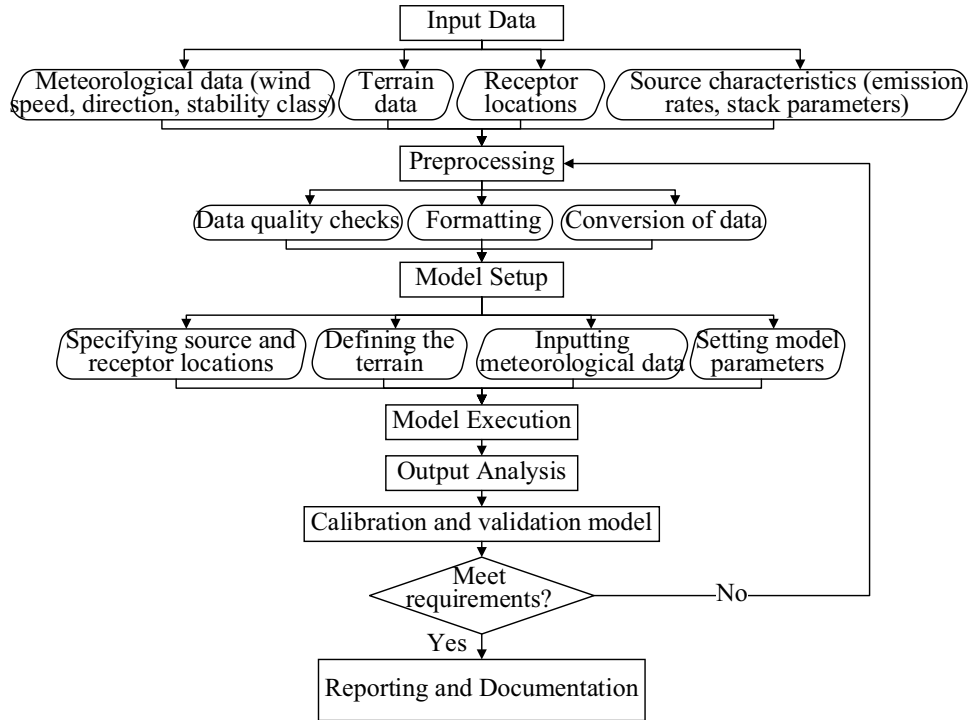 Input Data
Meteorological data (wind
speed, direction, stability class)
Terrain
data
Receptor
locations
Source characteristics (emission
rates, stack parameters)
Preprocessing
Data quality checks
Formatting
Conversion of data
Model Setup
Specifying source and
receptor locations
Defining the
terrain
Inputting
meteorological data
Setting model
parameters
Model Execution
Output Analysis
Calibration and validation model
Meet
requirements?
No
Yes
Reporting and Documentation